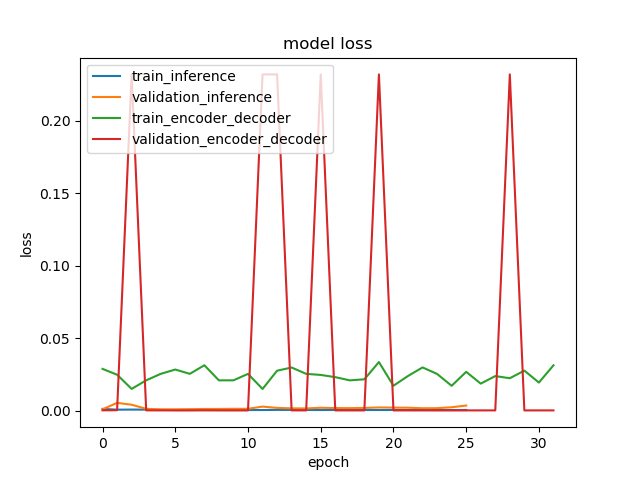 model loss
train_inference
validation_inference
train_encoder_decoder
validation_encoder_decoder
loss
0.20
0.15
0.10
0.05
0.00
0 5 10 15 20 25 30
epoch